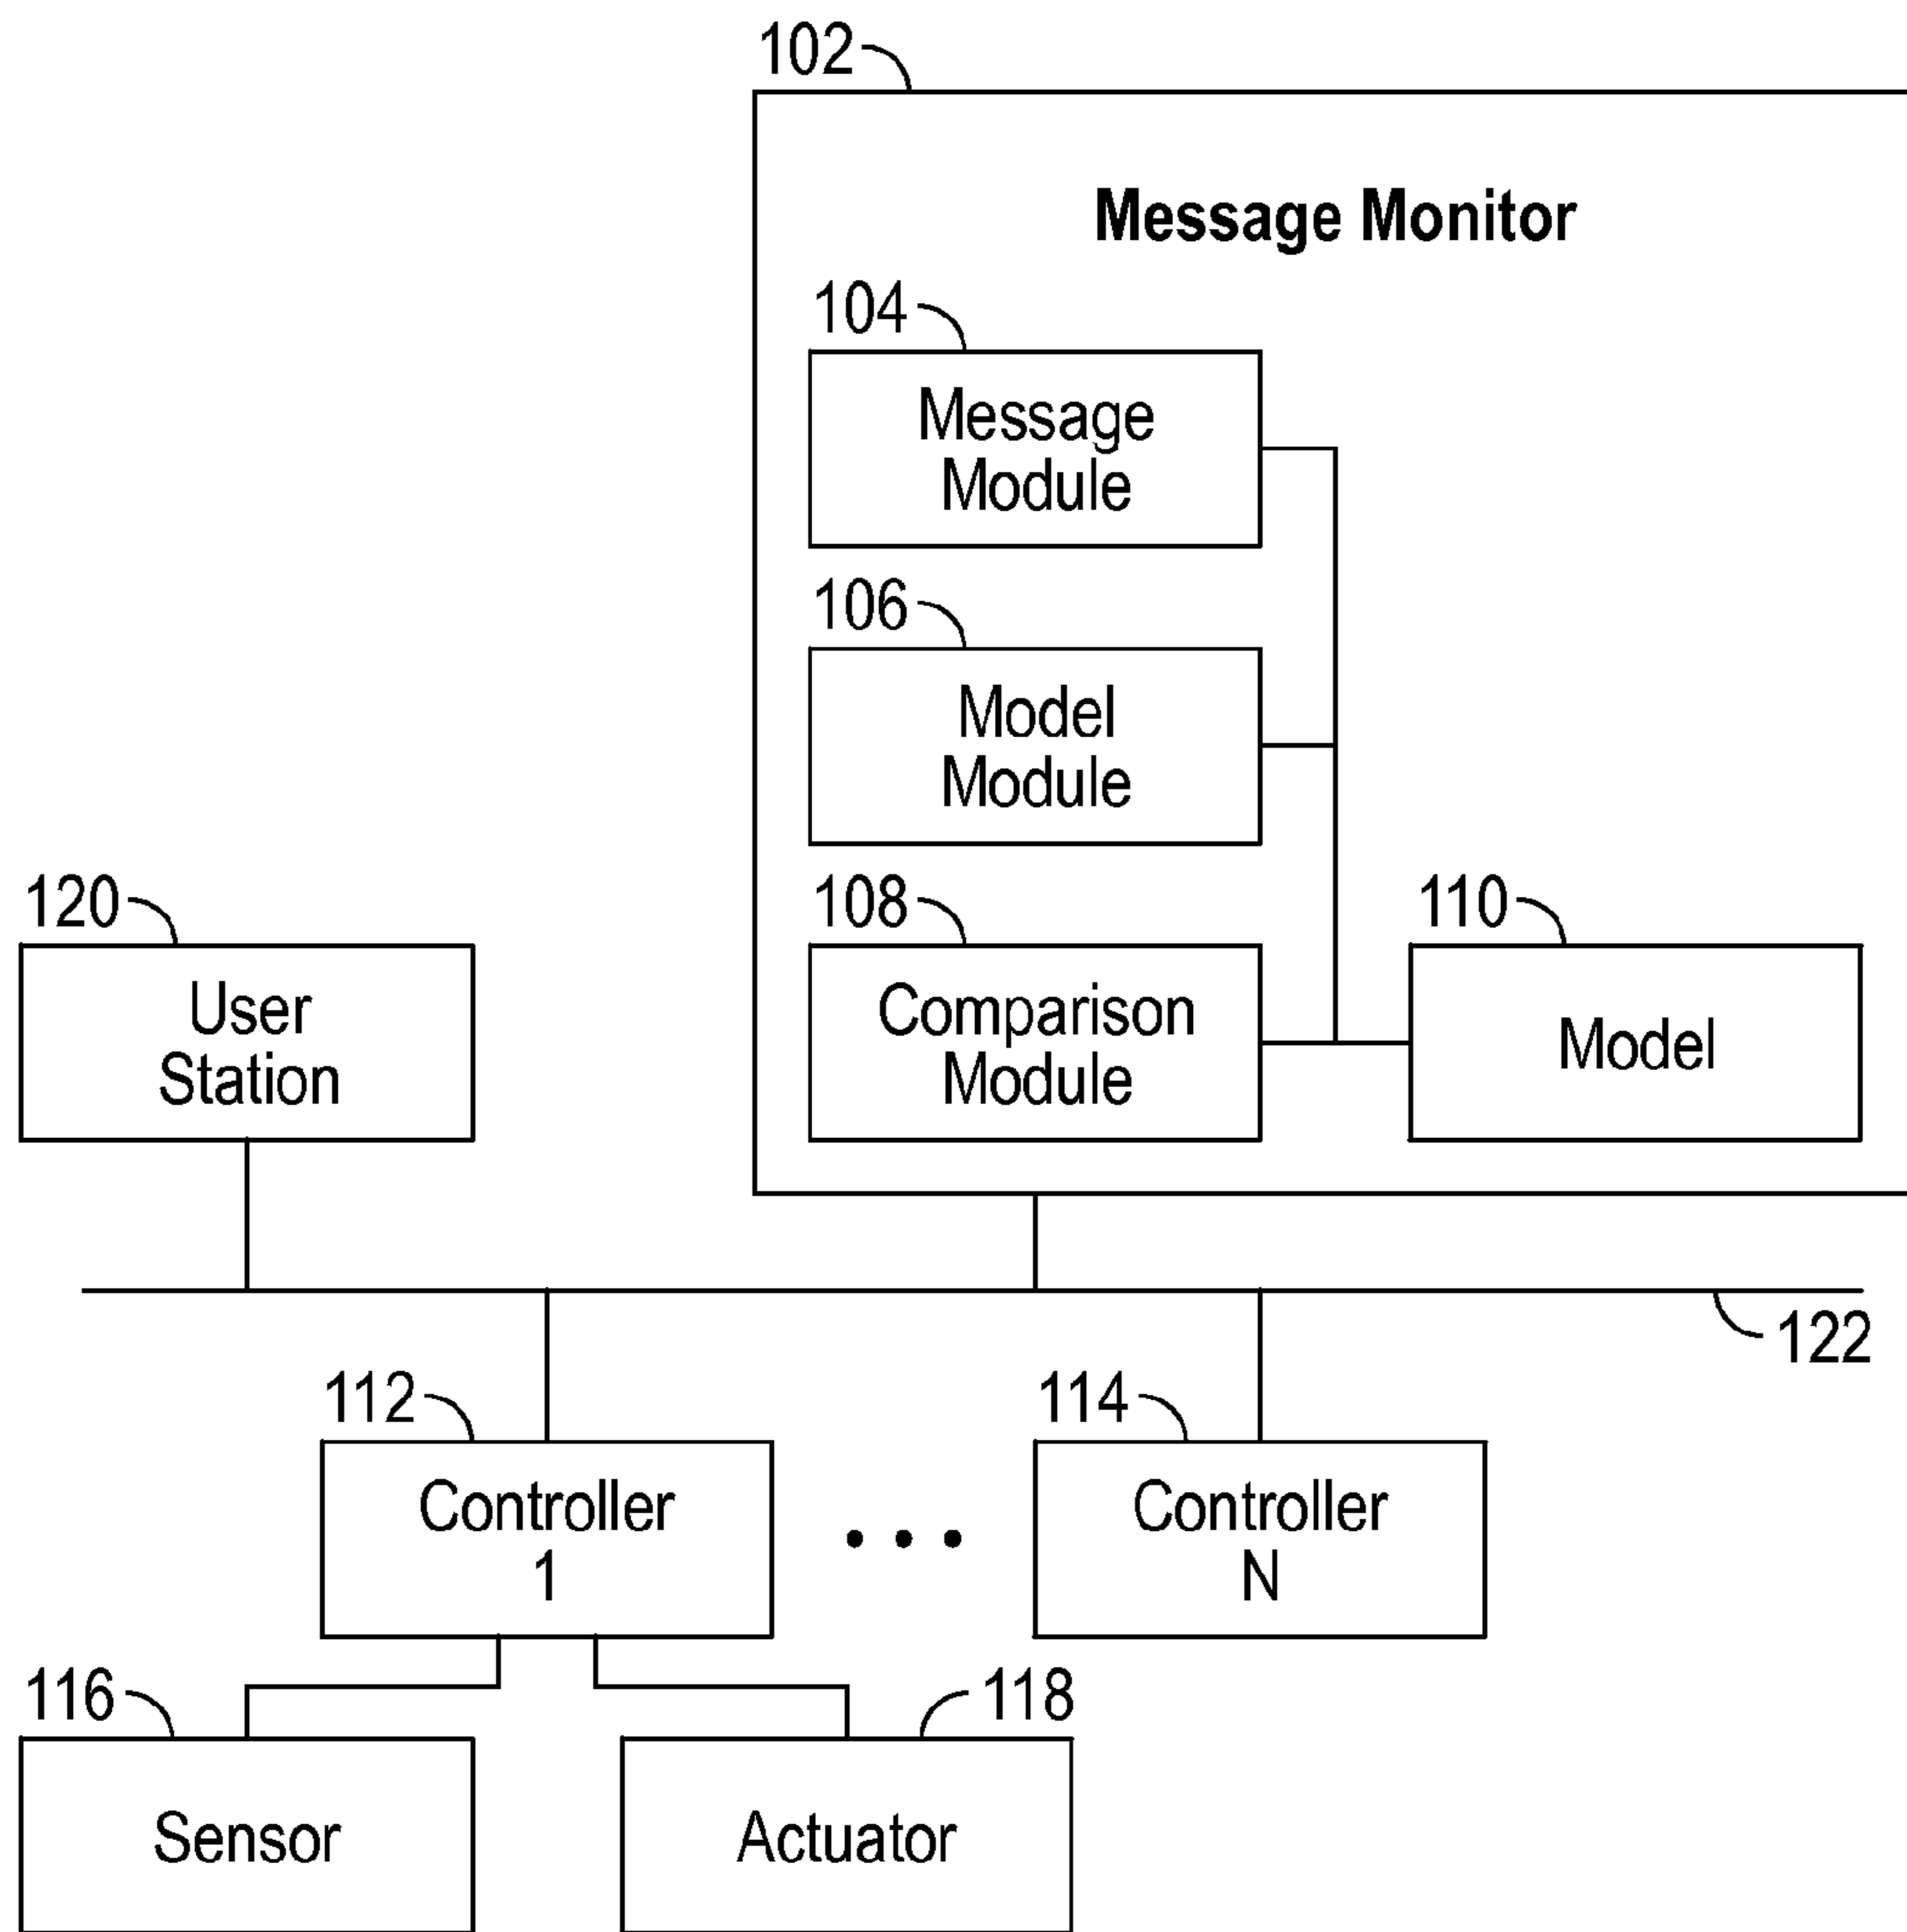 102
Message Monitor
104
Message
Module
106
Model
Module
120
108
110
User
Station
Comparison
Module
Model
122
112
114
Controller
1
Controller
N
116
118
Sensor
Actuator